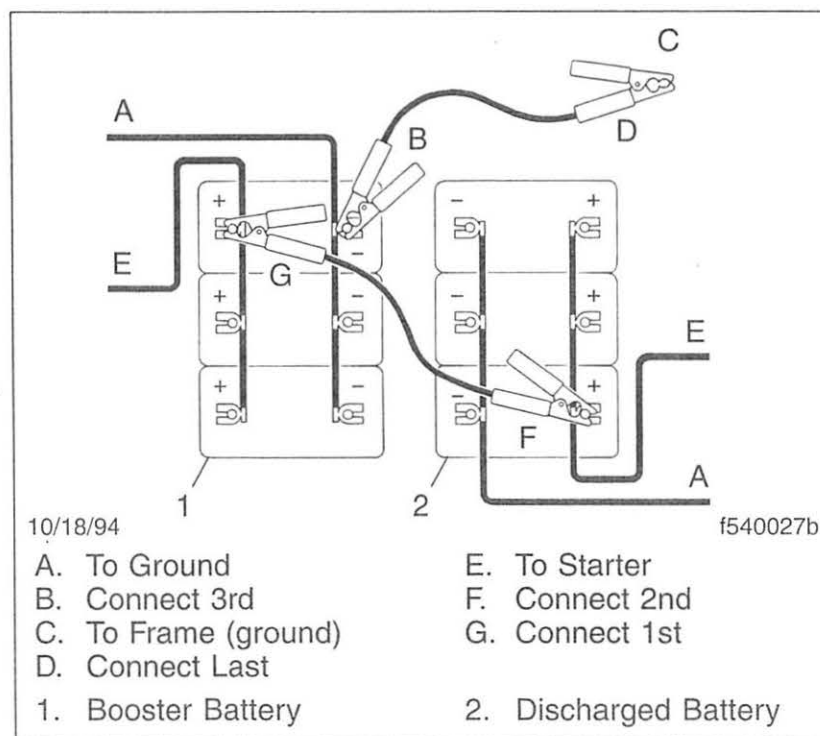 C
A
B
D
+
-
+
-
E
G
+
-
-
+
E
+
-
-
+
F
A
1
2
10/18/94
f540027b
A. To Ground
B. Connect 3rd
C. To Frame (ground)
D. Connect Last
E. To Starter
F. Connect 2nd
G. Connect 1st
1. Booster Battery
2. Discharged Battery